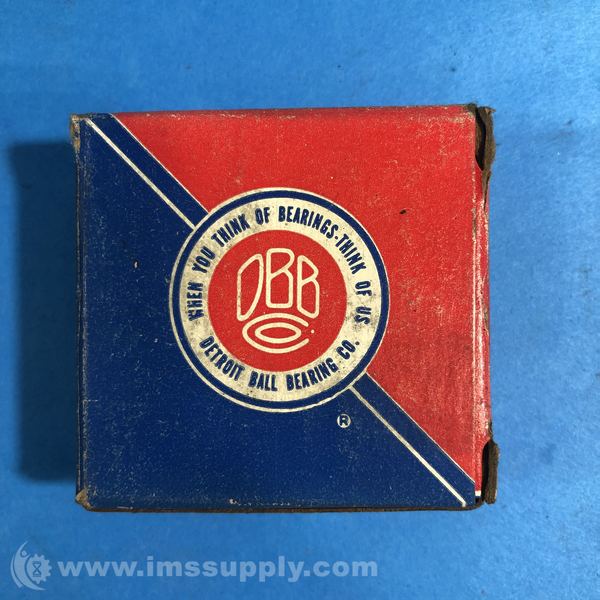 WHEN YOU THINK OF BEARINGS-THINK OF US
DBB
CO.
DETROIT BALL BEARING CO.
®
www.imssupply.com